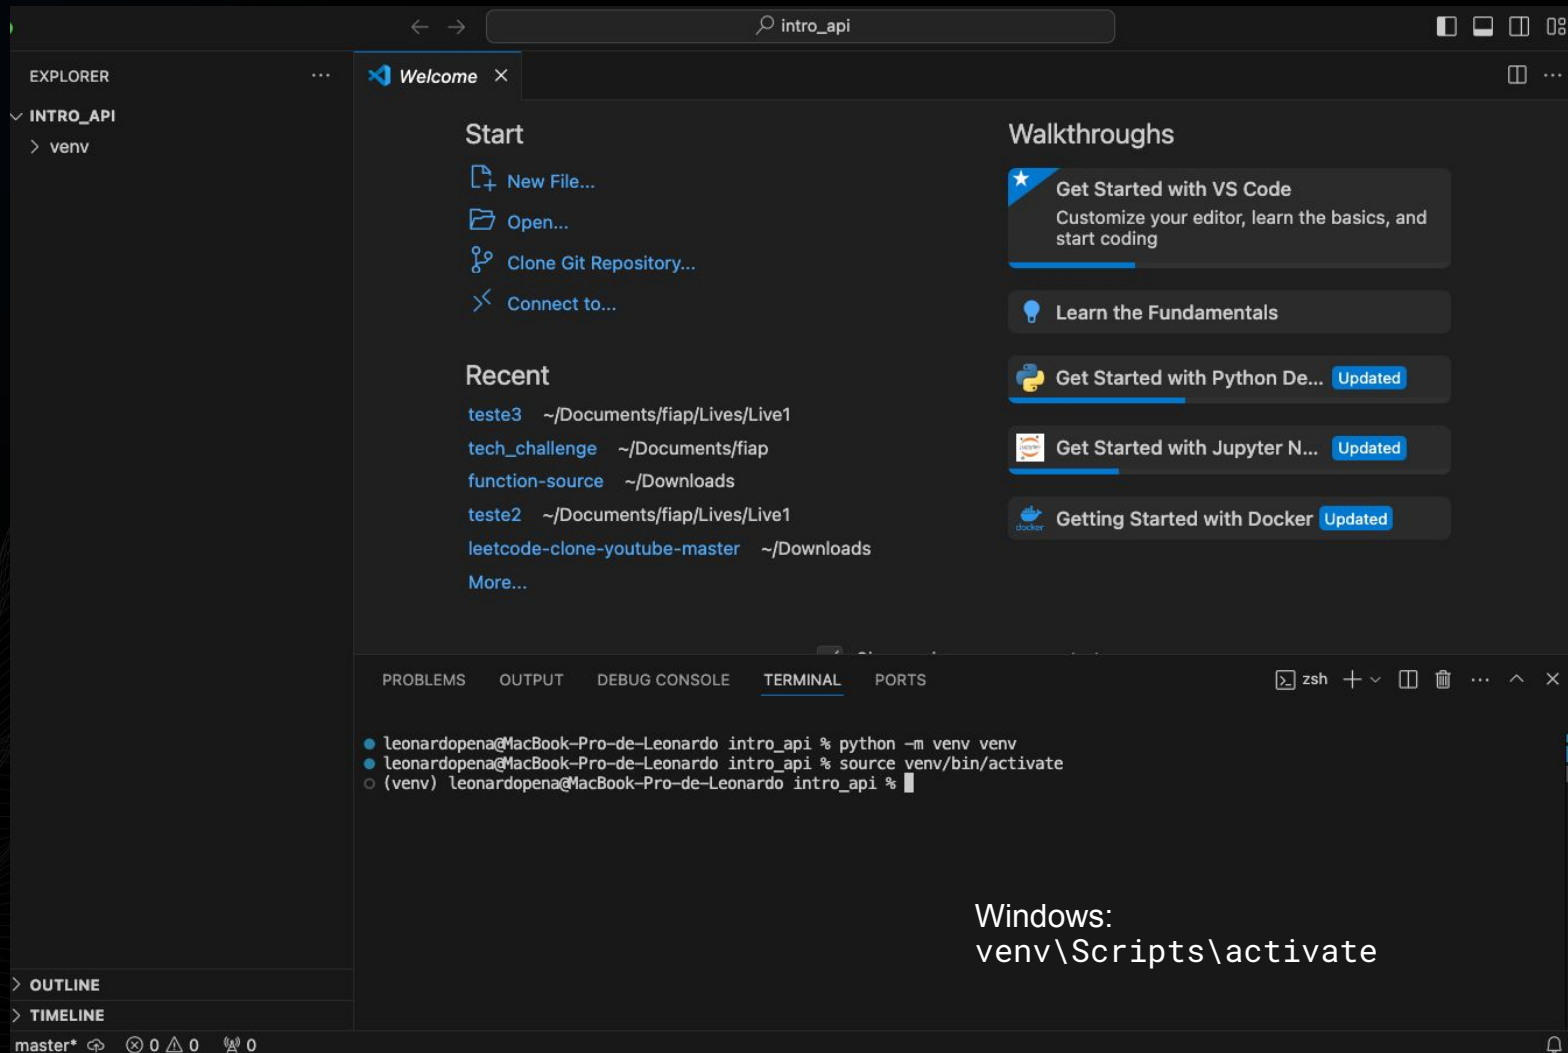 intro_api
EXPLORER
Welcome
INTRO_API
venv
Start
New File...
Open...
Clone Git Repository...
Connect to...
Recent
teste3 ~/Documents/fiap/Lives/Live1
tech_challenge ~/Documents/fiap
function-source ~/Downloads
teste2 ~/Documents/fiap/Lives/Live1
leetcode-clone-youtube-master ~/Downloads
More...
Walkthroughs
Get Started with VS Code
Customize your editor, learn the basics, and
start coding
Learn the Fundamentals
Get Started with Python De... Updated
Get Started with Jupyter N... Updated
docker Getting Started with Docker Updated
PROBLEMS OUTPUT DEBUG CONSOLE TERMINAL PORTS zsh
leonardopena@MacBook-Pro-de-Leonardo intro_api % python -m venv venv
leonardopena@MacBook-Pro-de-Leonardo intro_api % source venv/bin/activate
(venv) leonardopena@MacBook-Pro-de-Leonardo intro_api %
Windows:
venv\Scripts\activate
OUTLINE
TIMELINE
master* 0 0 0